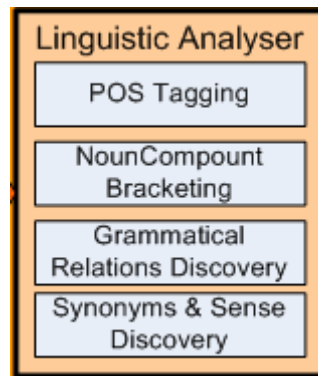 Linguistic Analyser
POS Tagging
NounCompount
Bracketing
Grammatical
Relations Discovery
Synonyms & Sense
Discovery